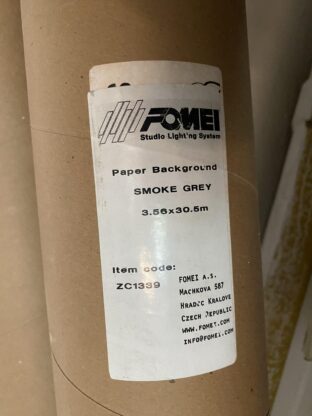 FOMEI
Studio Lighting System
Paper Background
SMOKE GREY
3.56x30.5m
Item code:
ZC1339
FOMEI a.s.
Machkova 587
Hradec Kralove
Czech Republic
www.fomei.com
info@fomei.com